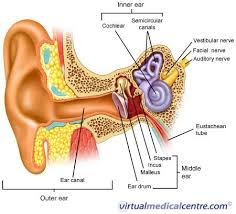 Inner ear
Cochlear
Semicircular
canals
Vestibular nerve
Facial nerve
Auditory nerve
Eustachean
tube
Stapes
Incus
Malleus
Middle
ear
Ear drum
Ear canal
Outer ear
virtualmedicalcentre.com